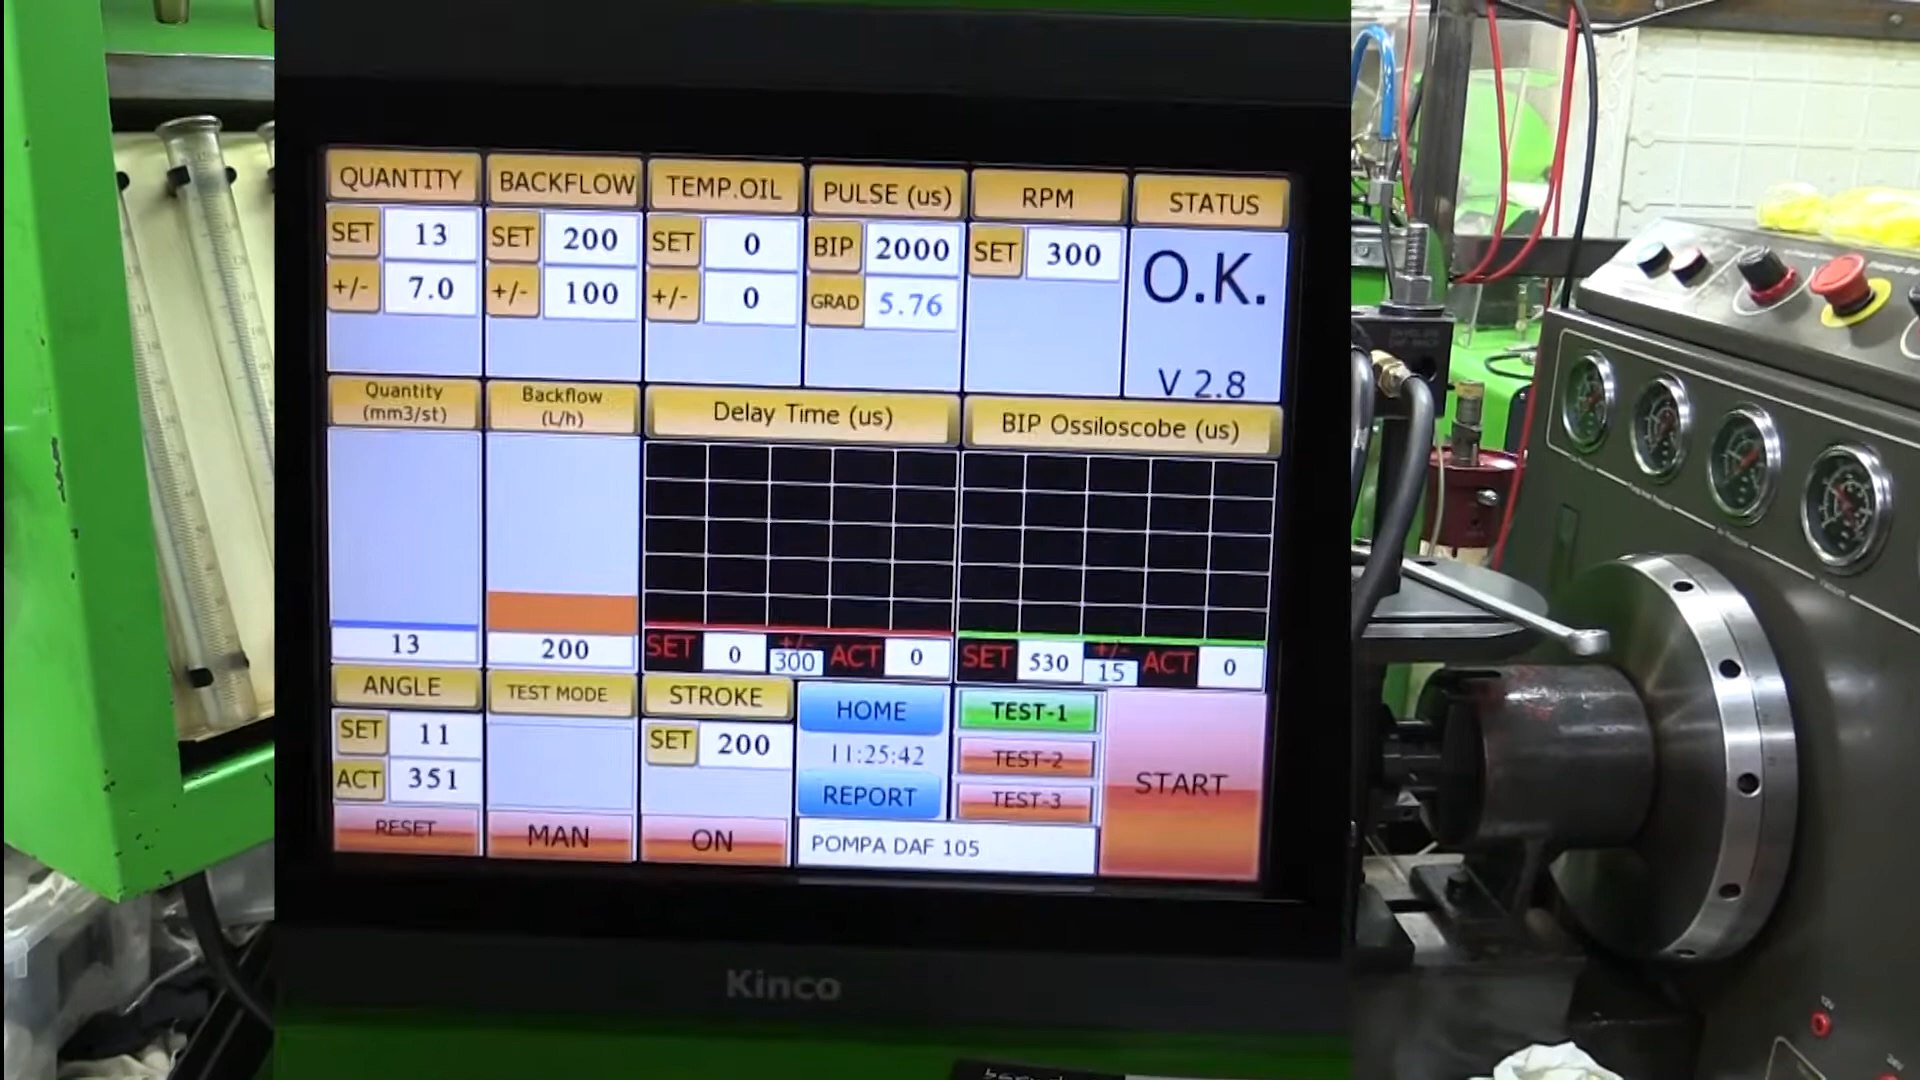 QUANTITY BACKFLOW TEMP.OIL PULSE (us) RPM STATUS
SET 13 SET 200 SET 0 BIP 2000 SET 300 O.K.
+/- 7.0 +/- 100 +/- 0 GRAD 5.76
V 2.8
Quantity (mm3/st) Backflow (L/h) Delay Time (us) BIP Ossiloscobe (us)
13 200 SET 0 +/- 300 ACT 0 SET 530 +/- 15 ACT 0
ANGLE TEST MODE STROKE HOME TEST-1
SET 11 SET 200 11:25:42 TEST-2 START
ACT 351 REPORT TEST-3
RESET MAN ON POMPA DAF 105
Kinco